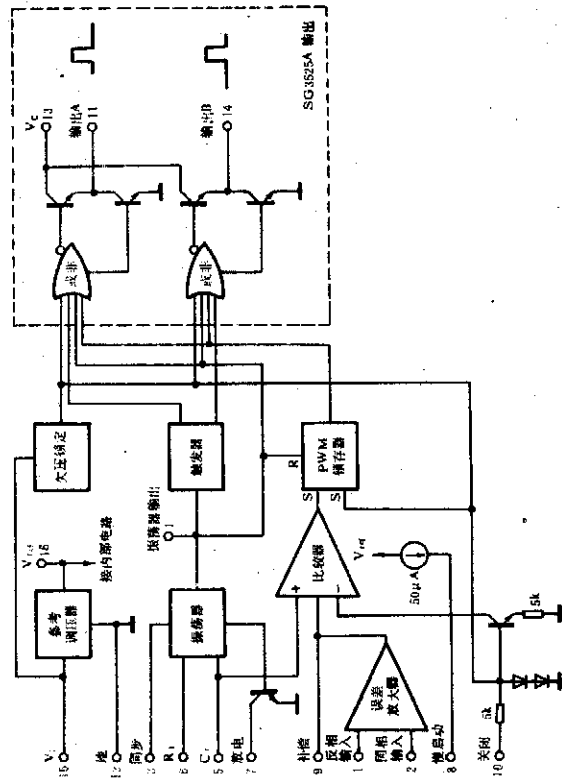 Vi
15
地
12
同步
3
RT
6
CT
5
放电
7
补偿
9
反相
输入
1
同相
输入
2
慢启动
8
关闭
10
参考
调压器
Vref
16
接内部电路
欠压锁定
振荡器
振荡器输出
触发器
误差
放大器
比较器
+
−
S
S
R
PWM
储存器
Vref
50μA
5k
5k
或非
或非
VC
13
输出A
11
输出B
14
SG3525A 输出